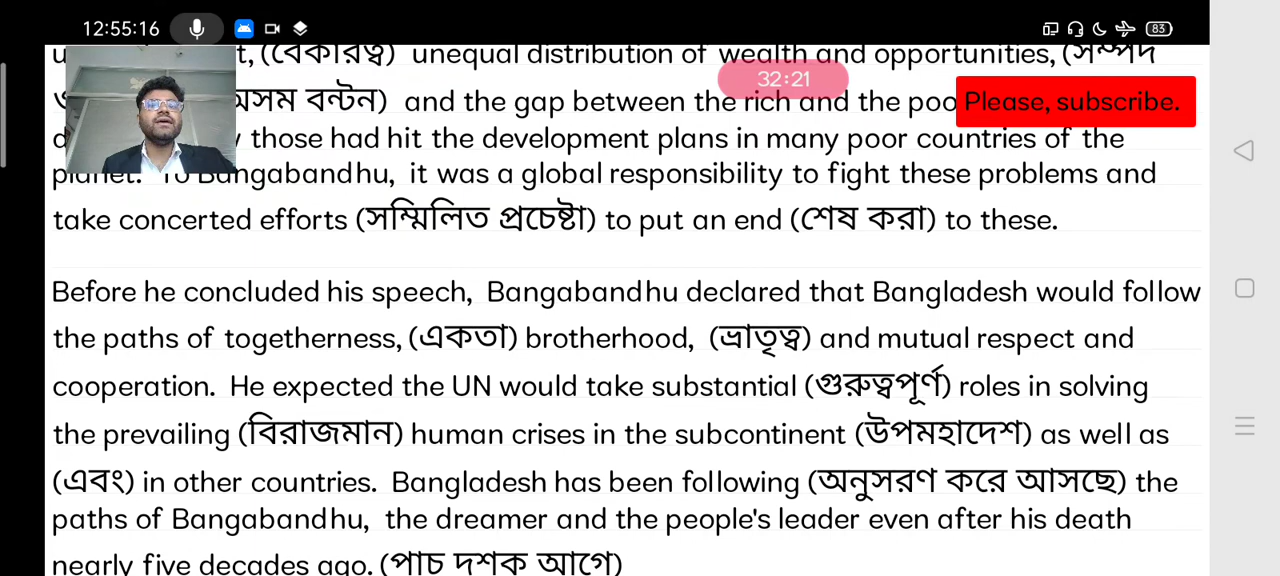 12:55:16
83
t, (বেকারত্ব) unequal distribution of wealth and opportunities, (সম্পদ
32:21
অসম বন্টন) and the gap between the rich and the poo
Please, subscribe.
those had hit the development plans in many poor countries of the
planet. To Bangabandhu, it was a global responsibility to fight these problems and
take concerted efforts (সম্মিলিত প্রচেষ্টা) to put an end (শেষ করা) to these.
Before he concluded his speech, Bangabandhu declared that Bangladesh would follow
the paths of togetherness, (একতা) brotherhood, (ভ্রাতৃত্ব) and mutual respect and
cooperation. He expected the UN would take substantial (গুরুত্বপূর্ণ) roles in solving
the prevailing (বিরাজমান) human crises in the subcontinent (উপমহাদেশ) as well as
(এবং) in other countries. Bangladesh has been following (অনুসরণ করে আসছে) the
paths of Bangabandhu, the dreamer and the people's leader even after his death
nearly five decades ago. (পাচ দশক আগে)